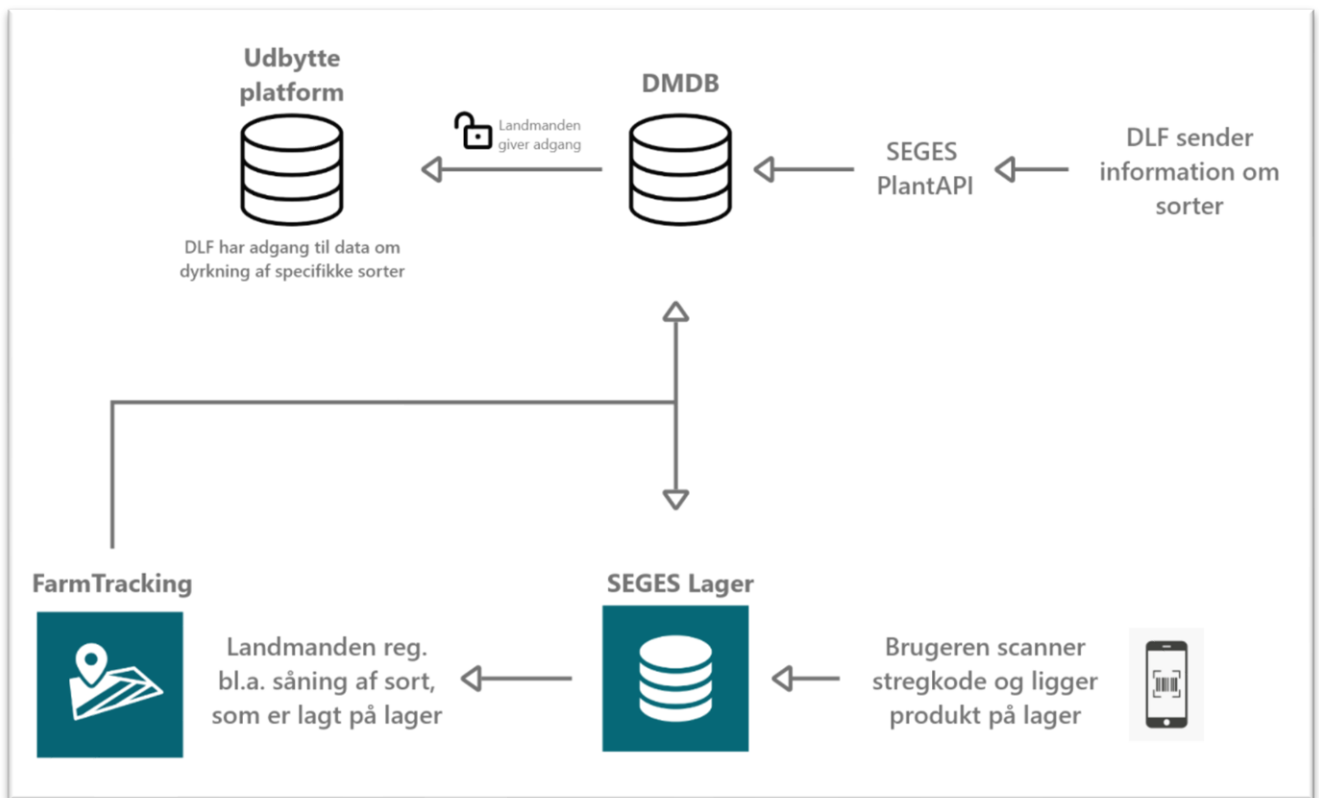 Udbytte
platform
DMDB
Landmanden
giver adgang
SEGES
PlantAPI
DLF sender
information om
sorter
DLF har adgang til data om
dyrkning af specifikke sorter
FarmTracking
Landmanden reg.
bl.a. såning af sort,
som er lagt på lager
SEGES Lager
Brugeren scanner
stregkode og ligger
produkt på lager